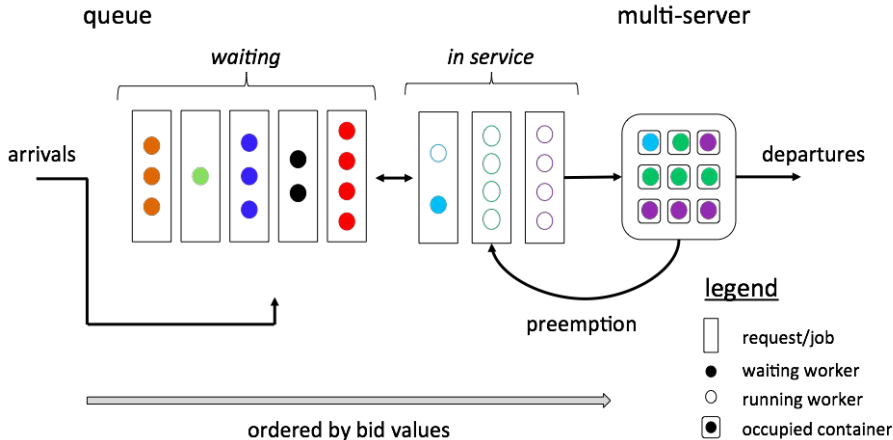 queue
multi-server
waiting
in service
arrivals
departures
preemption
legend
request/job
waiting worker
running worker
occupied container
ordered by bid values